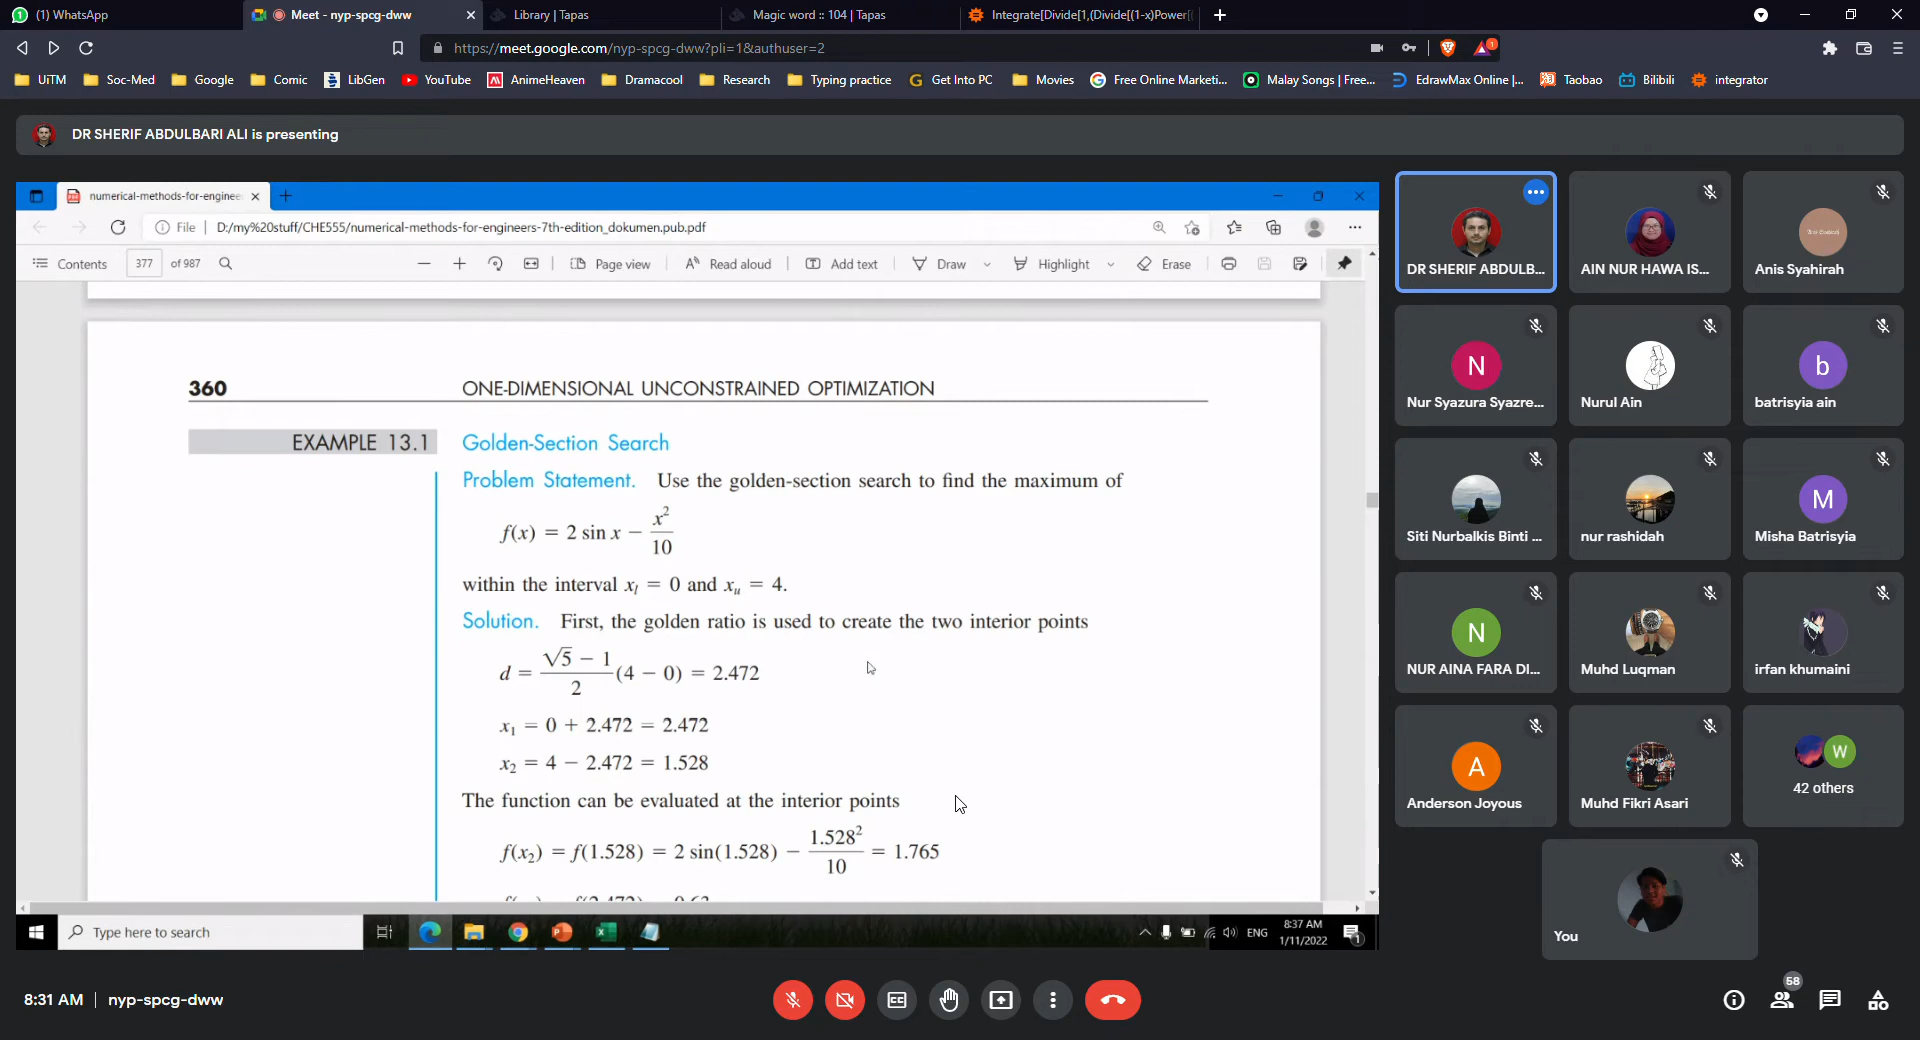 (1) WhatsApp
Meet - nyp-spcg-dww
Library | Tapas
Magic word :: 104 | Tapas
Integrate[Divide[1,(Divide[(1-x)Power[(
https://meet.google.com/nyp-spcg-dww?pli=1&authuser=2
1
UiTM
Soc-Med
Google
Comic
LibGen
YouTube
AnimeHeaven
Dramacool
Research
Typing practice
Get Into PC
Movies
Free Online Marketi...
Malay Songs | Free...
EdrawMax Online |...
Taobao
Bilibili
integrator
DR SHERIF ABDULBARI ALI is presenting
numerical-methods-for-enginee
File | D:/my%20stuff/CHE555/numerical-methods-for-engineers-7th-edition_dokumen.pub.pdf
Contents
377 of 987
Page view
Read aloud
Add text
Draw
Highlight
Erase
360
ONE-DIMENSIONAL UNCONSTRAINED OPTIMIZATION
EXAMPLE 13.1
Golden-Section Search
Problem Statement. Use the golden-section search to find the maximum of
f(x) = 2 sin x − x²/10
within the interval xₗ = 0 and xᵤ = 4.
Solution. First, the golden ratio is used to create the two interior points
d = (√5 − 1)/2 (4 − 0) = 2.472
x₁ = 0 + 2.472 = 2.472
x₂ = 4 − 2.472 = 1.528
The function can be evaluated at the interior points
f(x₂) = f(1.528) = 2 sin(1.528) − 1.528²/10 = 1.765
Type here to search
ENG
8:37 AM
1/11/2022
1
DR SHERIF ABDULB...
AIN NUR HAWA IS...
Anis Syahirah
N
Nur Syazura Syazre...
Nurul Ain
b
batrisyia ain
Siti Nurbalkis Binti ...
nur rashidah
M
Misha Batrisyia
N
NUR AINA FARA DI...
Muhd Luqman
irfan khumaini
A
Anderson Joyous
Muhd Fikri Asari
W
42 others
You
8:31 AM | nyp-spcg-dww
58